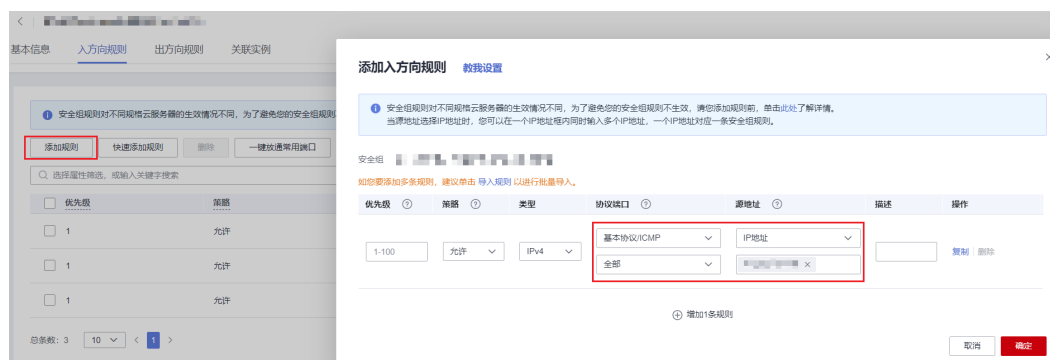 基本信息 入方向规则 出方向规则 关联实例
安全组规则对不同规格云服务器的生效情况不同，为了避免您的安全组规则
添加规则 快速添加规则 删除 一键放通常用端口
选择属性筛选，或输入关键字搜索
优先级 策略
1 允许
1 允许
1 允许
总条数：3 10 < 1 >
添加入方向规则 教我设置
安全组规则对不同规格云服务器的生效情况不同，为了避免您的安全组规则不生效，请您添加规则前，单击此处了解详情。
当源地址选择IP地址时，您可以在一个IP地址框内同时输入多个IP地址，一个IP地址对应一条安全组规则。
安全组
如您要添加多条规则，建议单击 导入规则 以进行批量导入。
优先级 策略 类型 协议端口 源地址 描述 操作
1-100 允许 IPv4 基本协议/ICMP IP地址 复制 删除
全部
增加1条规则
取消 确定